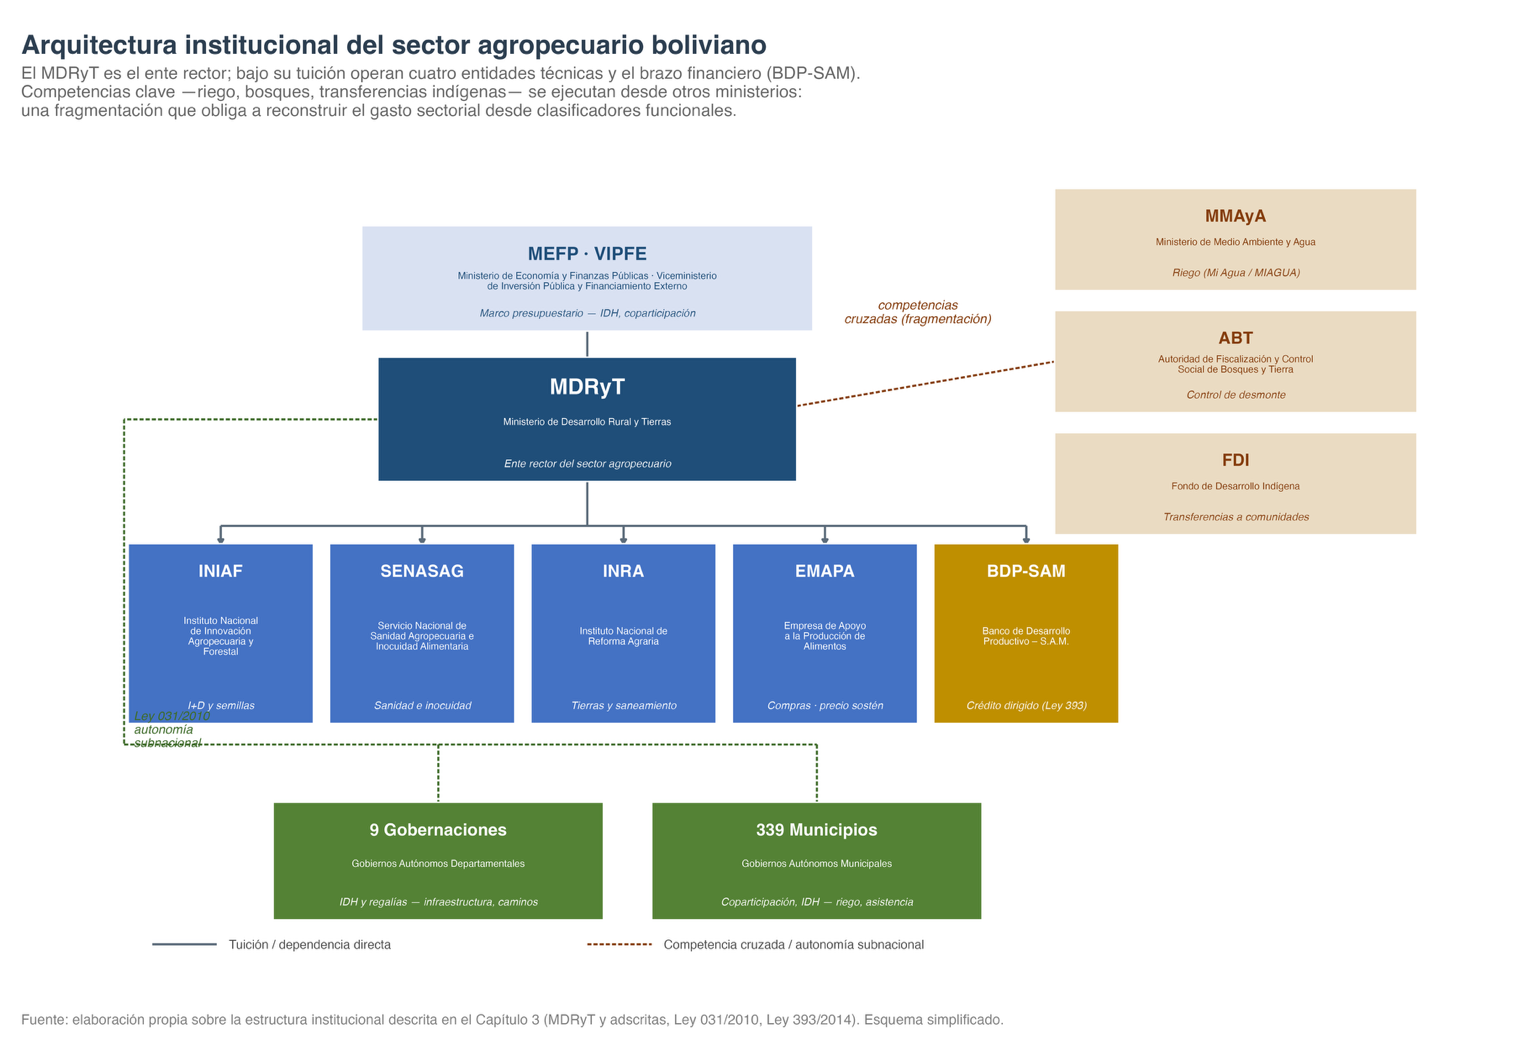 Arquitectura institucional del sector agropecuario boliviano
El MDRyT es el ente rector; bajo su tuición operan cuatro entidades técnicas y el brazo financiero (BDP-SAM).
Competencias clave —riego, bosques, transferencias indígenas— se ejecutan desde otros ministerios:
una fragmentación que obliga a reconstruir el gasto sectorial desde clasificadores funcionales.
MMAyA
Ministerio de Medio Ambiente y Agua
Riego (Mi Agua / MIAGUA)
MEFP · VIPFE
Ministerio de Economía y Finanzas Públicas · Viceministerio
de Inversión Pública y Financiamiento Externo
Marco presupuestario — IDH, coparticipación
competencias
cruzadas (fragmentación)
ABT
Autoridad de Fiscalización y Control
Social de Bosques y Tierra
Control de desmonte
MDRyT
Ministerio de Desarrollo Rural y Tierras
Ente rector del sector agropecuario
FDI
Fondo de Desarrollo Indígena
Transferencias a comunidades
INIAF
Instituto Nacional
de Innovación
Agropecuaria y
Forestal
I+D y semillas
SENASAG
Servicio Nacional de
Sanidad Agropecuaria e
Inocuidad Alimentaria
Sanidad e inocuidad
INRA
Instituto Nacional de
Reforma Agraria
Tierras y saneamiento
EMAPA
Empresa de Apoyo
a la Producción de
Alimentos
Compras · precio sostén
BDP-SAM
Banco de Desarrollo
Productivo – S.A.M.
Crédito dirigido (Ley 393)
Ley 031/2010
autonomía
subnacional
9 Gobernaciones
Gobiernos Autónomos Departamentales
IDH y regalías — infraestructura, caminos
339 Municipios
Gobiernos Autónomos Municipales
Coparticipación, IDH — riego, asistencia
Tuición / dependencia directa
Competencia cruzada / autonomía subnacional
Fuente: elaboración propia sobre la estructura institucional descrita en el Capítulo 3 (MDRyT y adscritas, Ley 031/2010, Ley 393/2014). Esquema simplificado.